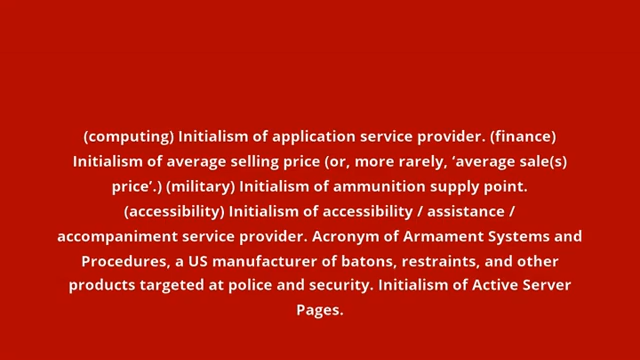 (computing) Initialism of application service provider. (finance)
Initialism of average selling price (or, more rarely, ‘average sale(s)
price’.) (military) Initialism of ammunition supply point.
(accessibility) Initialism of accessibility / assistance /
accompaniment service provider. Acronym of Armament Systems and
Procedures, a US manufacturer of batons, restraints, and other
products targeted at police and security. Initialism of Active Server
Pages.